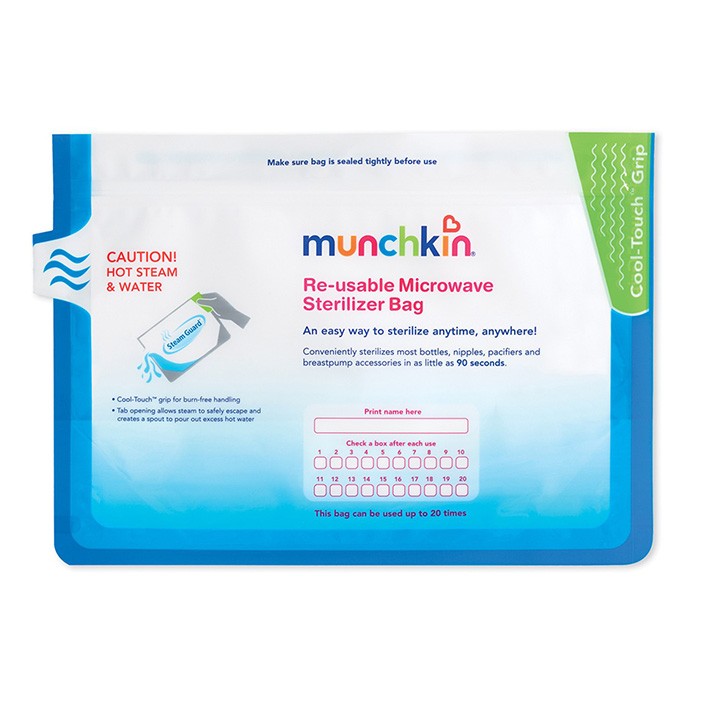 Make sure bag is sealed tightly before use
Cool-Touch™ Grip
munchkin®
CAUTION!
HOT STEAM
& WATER
Re-usable Microwave
Sterilizer Bag
An easy way to sterilize anytime, anywhere!
Steam Guard™
Conveniently sterilizes most bottles, nipples, pacifiers and
breastpump accessories in as little as 90 seconds.
• Cool-Touch™ grip for burn-free handling
• Tab opening allows steam to safely escape and
creates a spout to pour out excess hot water
Print name here
Check a box after each use
1 2 3 4 5 6 7 8 9 10
11 12 13 14 15 16 17 18 19 20
This bag can be used up to 20 times